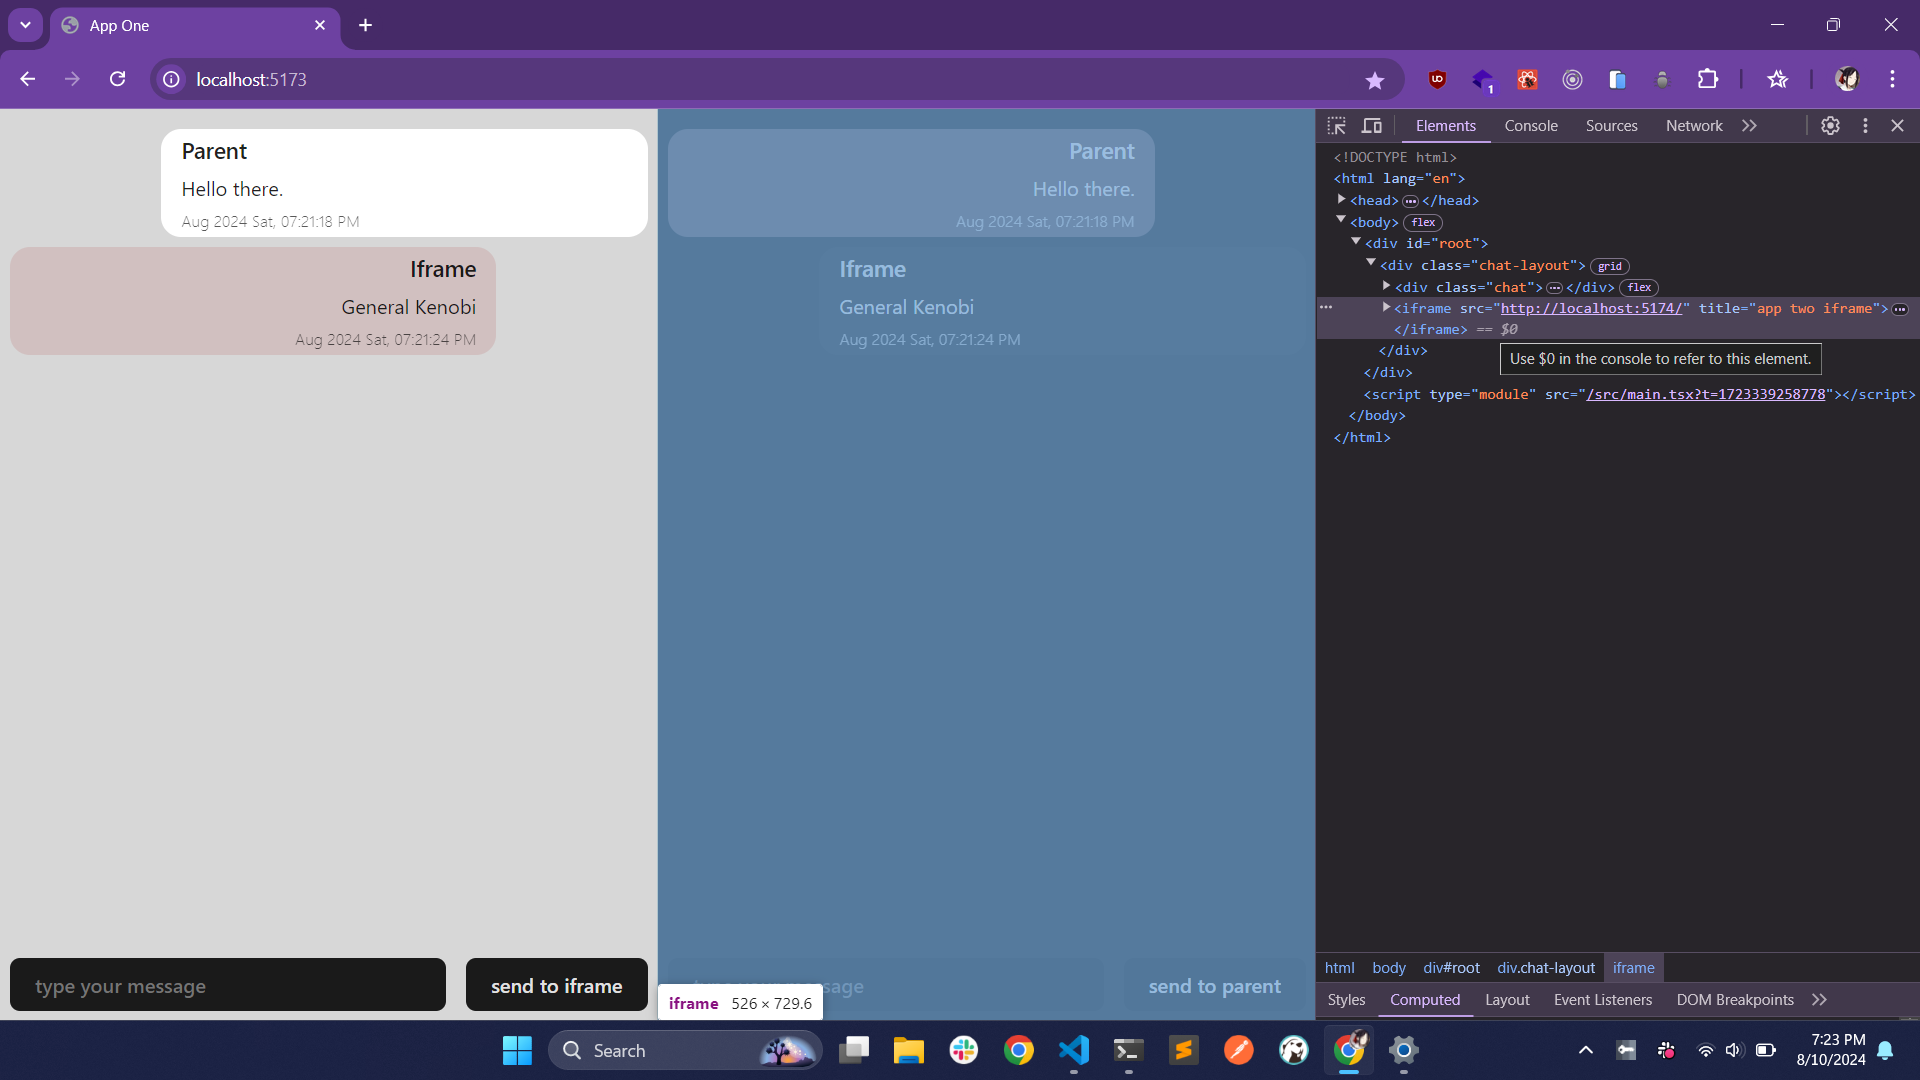 App One
localhost:5173
1
Parent
Hello there.
Aug 2024 Sat, 07:21:18 PM
Iframe
General Kenobi
Aug 2024 Sat, 07:21:24 PM
type your message
send to iframe
Parent
Hello there.
Aug 2024 Sat, 07:21:18 PM
Iframe
General Kenobi
Aug 2024 Sat, 07:21:24 PM
send to parent
iframe 526 × 729.6
Elements Console Sources Network
<!DOCTYPE html>
<html lang="en">
<head> </head>
<body> flex
<div id="root">
<div class="chat-layout"> grid
<div class="chat"> </div> flex
<iframe src="http://localhost:5174/" title="app two iframe">
</iframe> == $0
</div>
Use $0 in the console to refer to this element.
</div>
<script type="module" src="/src/main.tsx?t=1723339258778"></script>
</body>
</html>
html body div#root div.chat-layout iframe
Styles Computed Layout Event Listeners DOM Breakpoints
Search
7:23 PM
8/10/2024